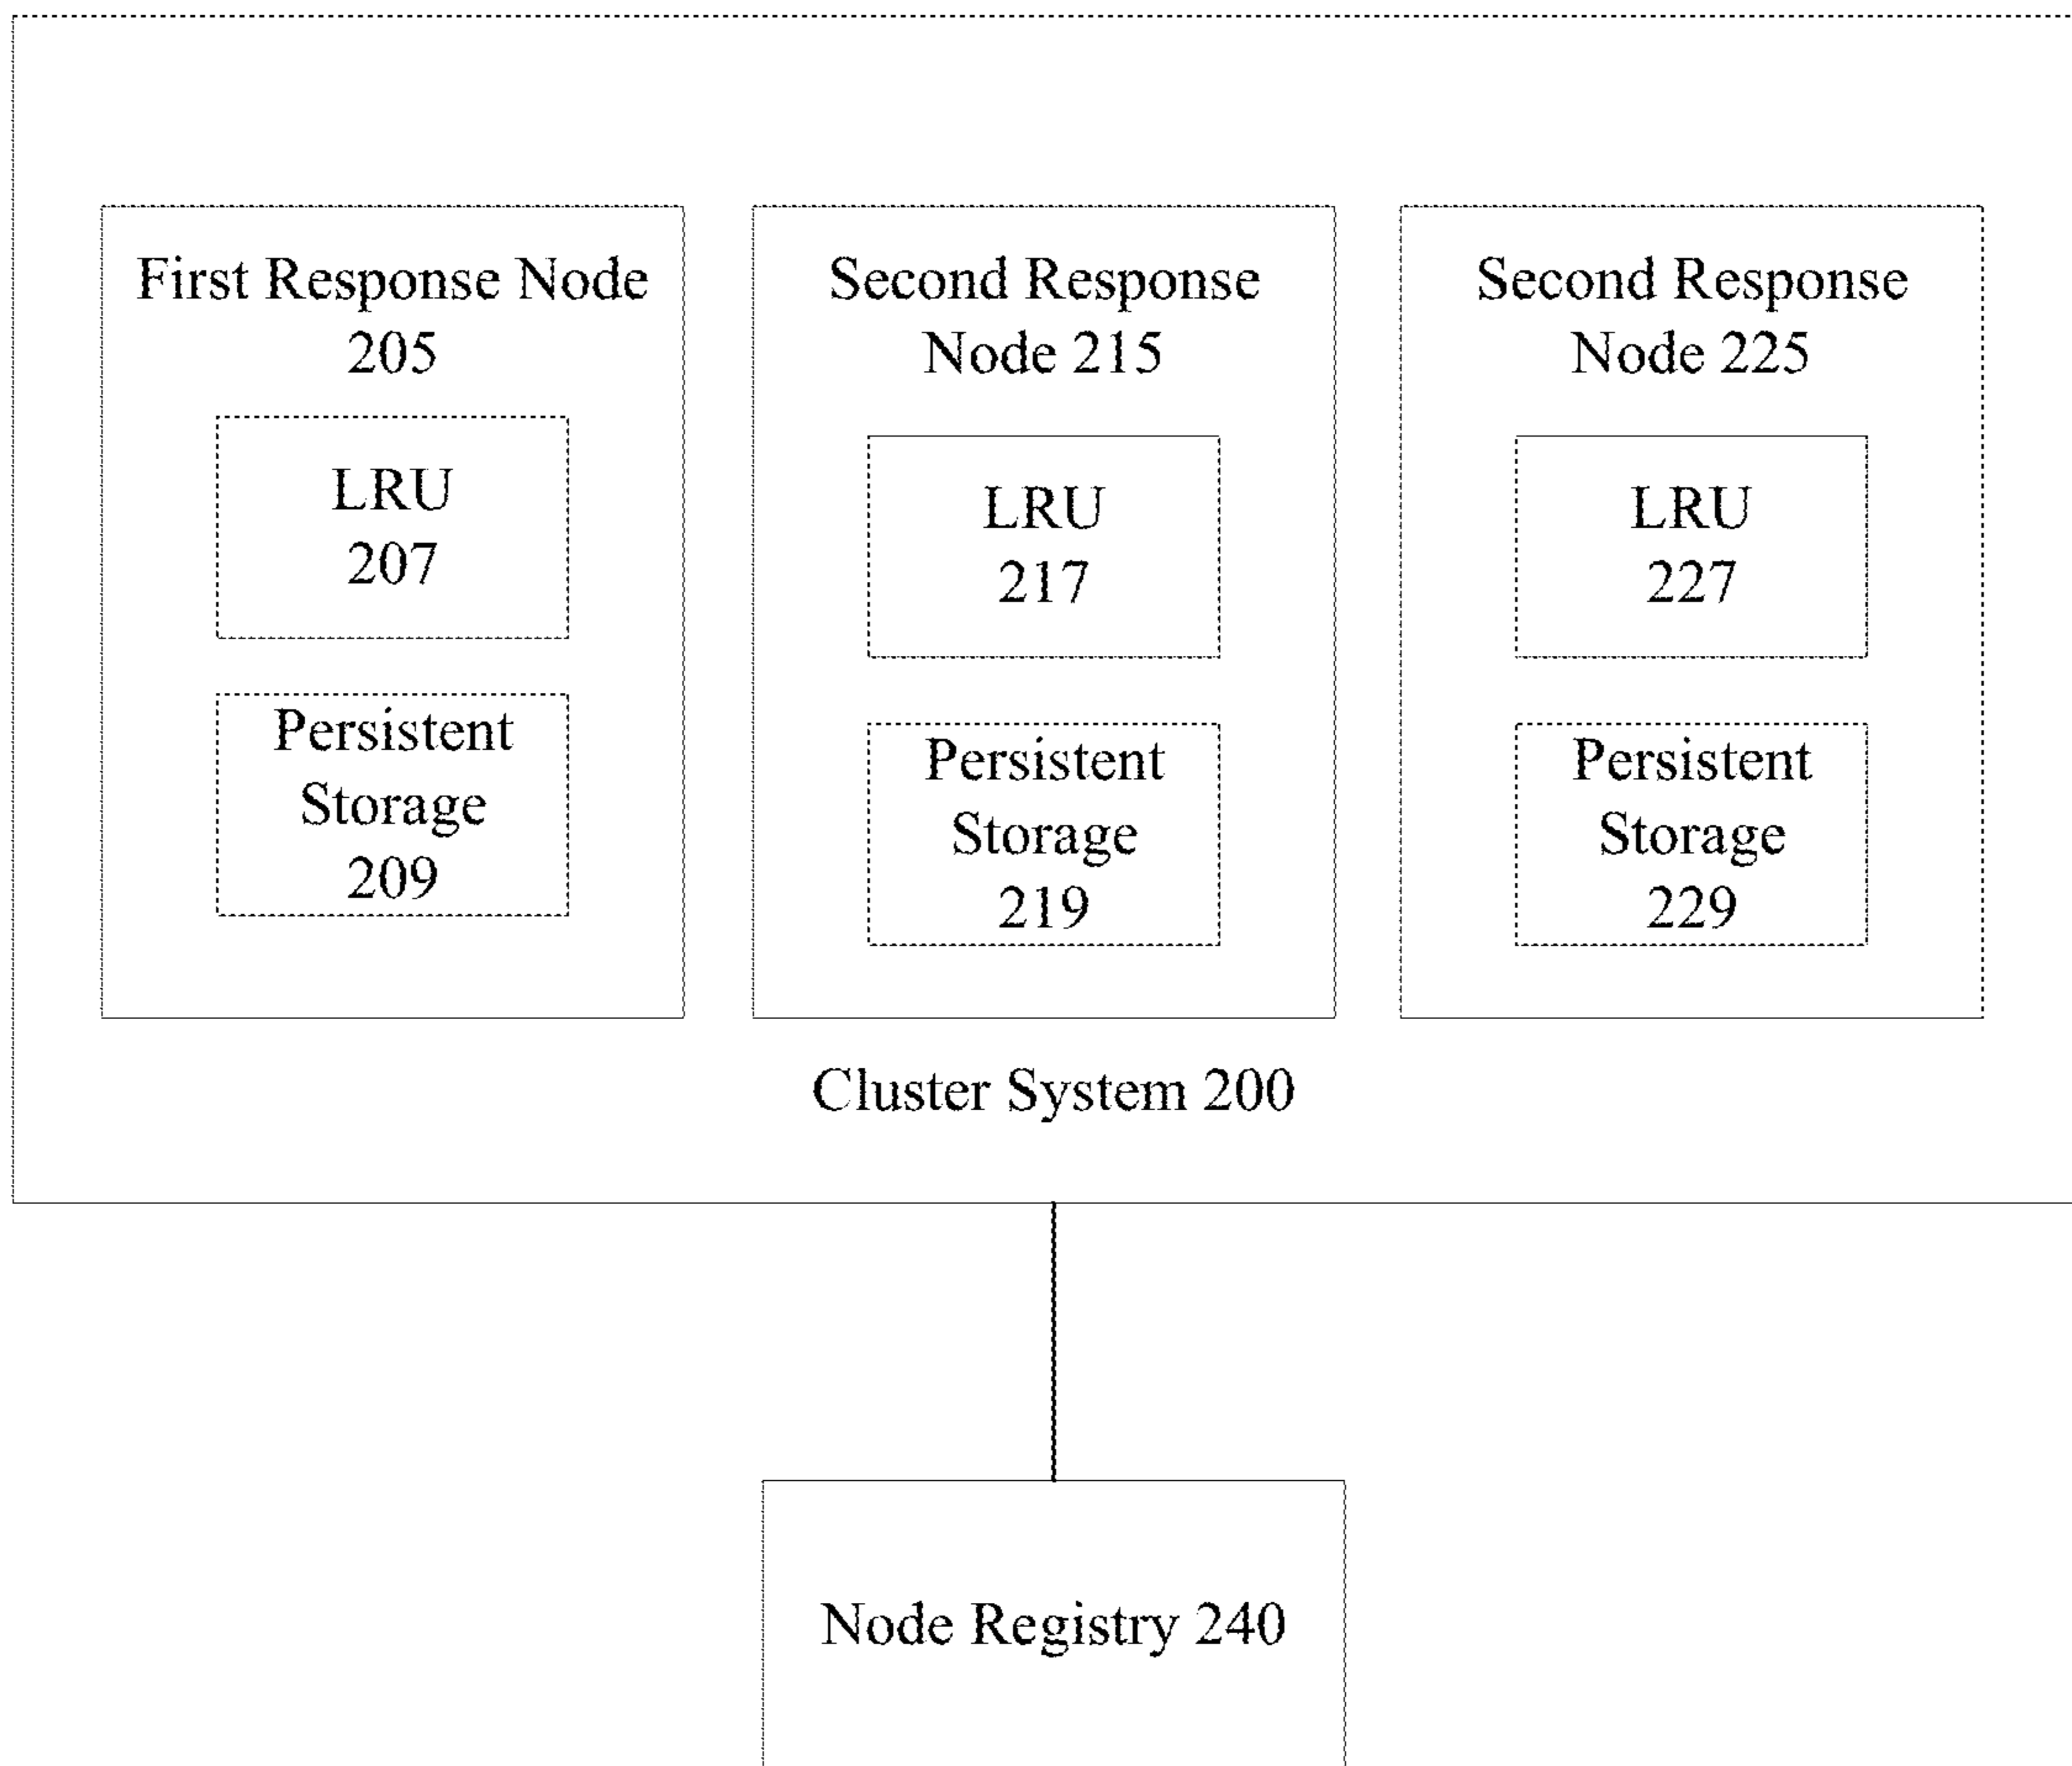 First Response Node
205
LRU
207
Persistent
Storage
209
Second Response
Node 215
LRU
217
Persistent
Storage
219
Second Response
Node 225
LRU
227
Persistent
Storage
229
Cluster System 200
Node Registry 240